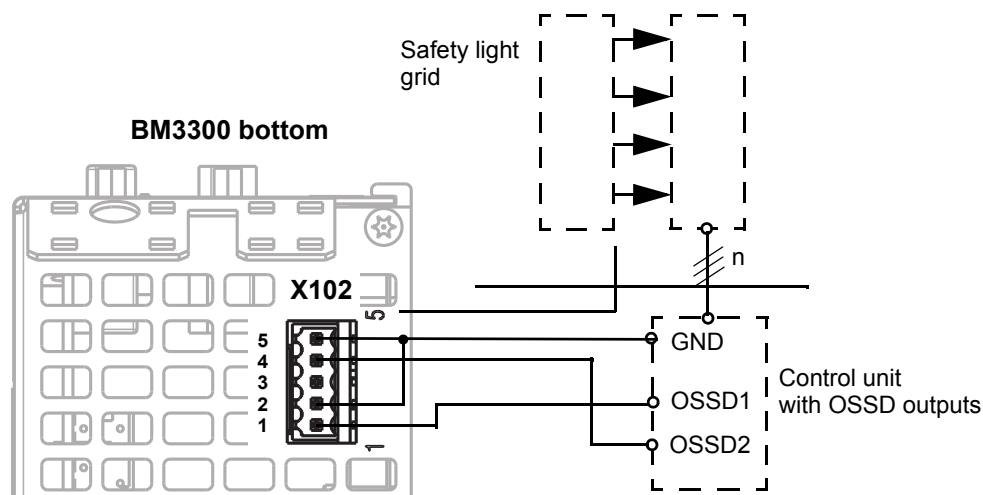 Safety light
grid
BM3300 bottom
n
X102
5
5
4
3
2
1
1
GND
OSSD1
OSSD2
Control unit
with OSSD outputs